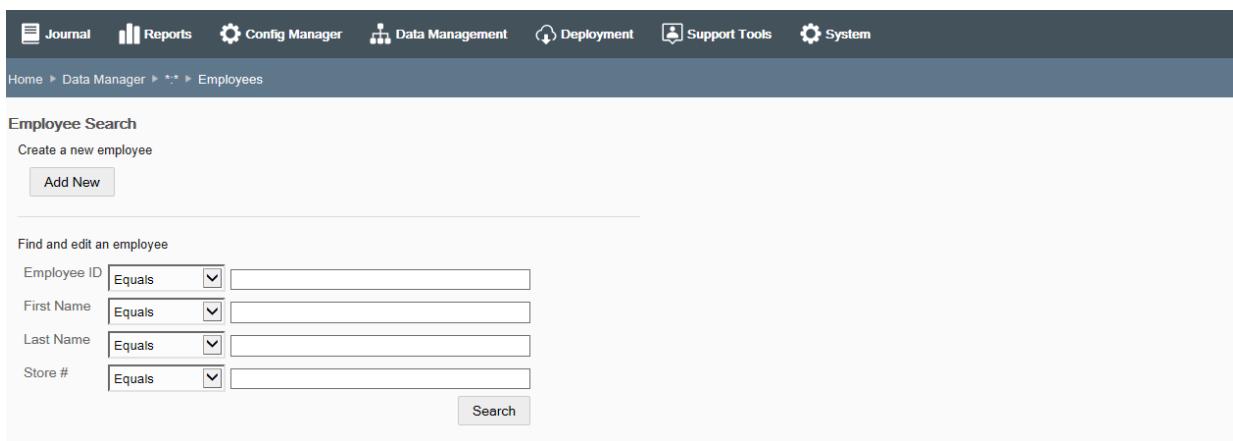 Journal Reports Config Manager Data Management Deployment Support Tools System
Home ▸ Data Manager ▸ *:* ▸ Employees
Employee Search
Create a new employee
Add New
Find and edit an employee
Employee ID Equals
First Name Equals
Last Name Equals
Store # Equals
Search